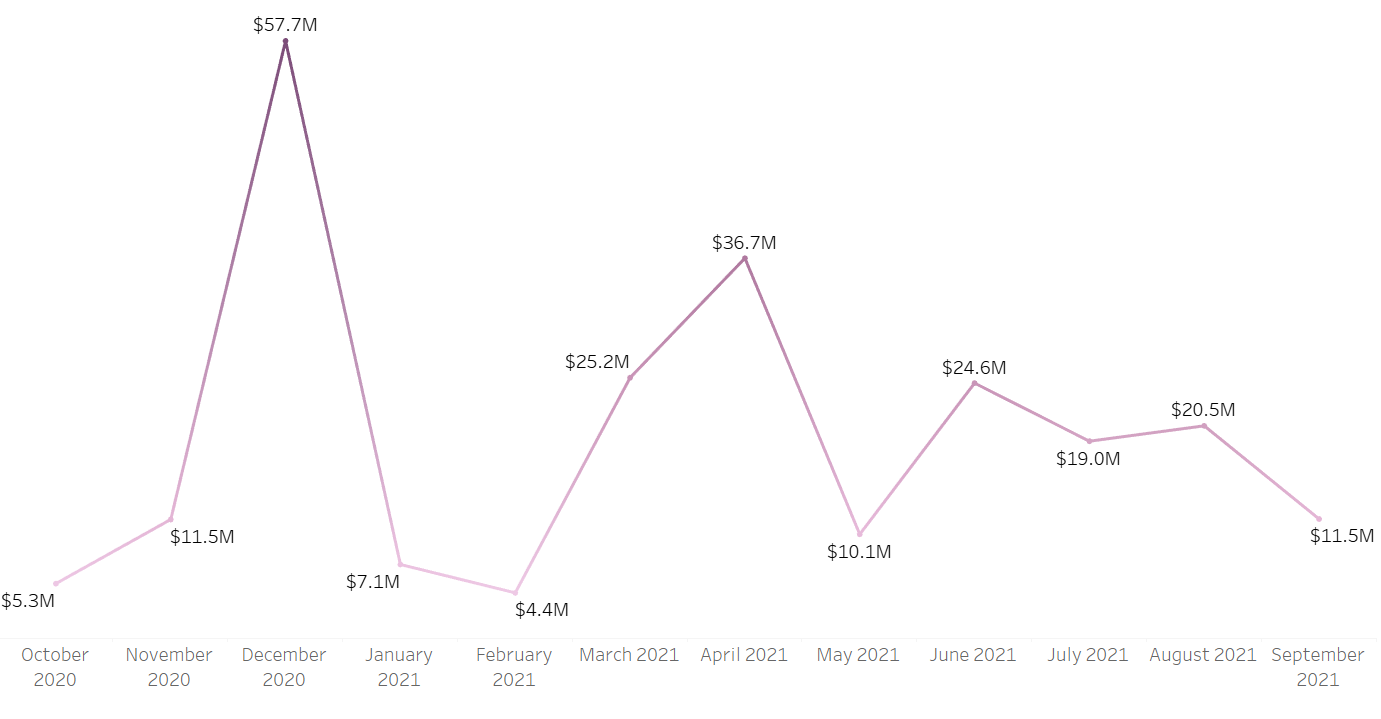 $57.7M
$36.7M
$25.2M
$24.6M
$20.5M
$19.0M
$11.5M
$11.5M
$10.1M
$7.1M
$5.3M
$4.4M
October
2020
November
2020
December
2020
January
2021
February
2021
March 2021
April 2021
May 2021
June 2021
July 2021
August 2021
September
2021